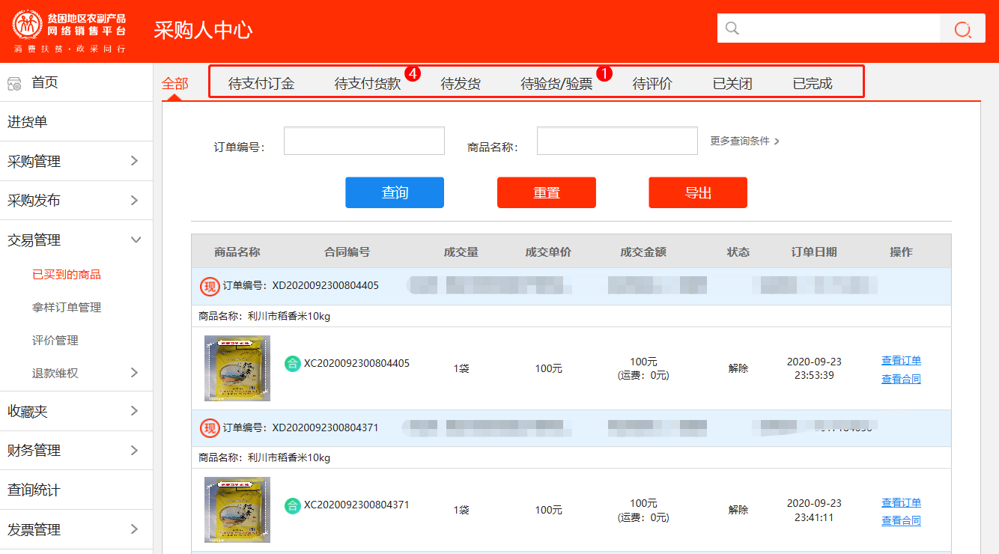 贫困地区农副产品
网络销售平台
消费扶贫·政采同行
采购人中心
首页
进货单
采购管理
采购发布
交易管理
已买到的商品
拿样订单管理
评价管理
退款维权
收藏夹
财务管理
查询统计
发票管理
全部 待支付订金 待支付货款 4 待发货 待验货/验票 1 待评价 已关闭 已完成
订单编号： 商品名称： 更多查询条件 >
查询 重置 导出
商品名称 合同编号 成交量 成交单价 成交金额 状态 订单日期 操作
现 订单编号：XD2020092300804405
商品名称：利川市稻香米10kg
合 XC2020092300804405 1袋 100元 100元 (运费：0元) 解除 2020-09-23 23:53:39 查看订单 查看合同
现 订单编号：XD2020092300804371
商品名称：利川市稻香米10kg
合 XC2020092300804371 1袋 100元 100元 (运费：0元) 解除 2020-09-23 23:41:11 查看订单 查看合同